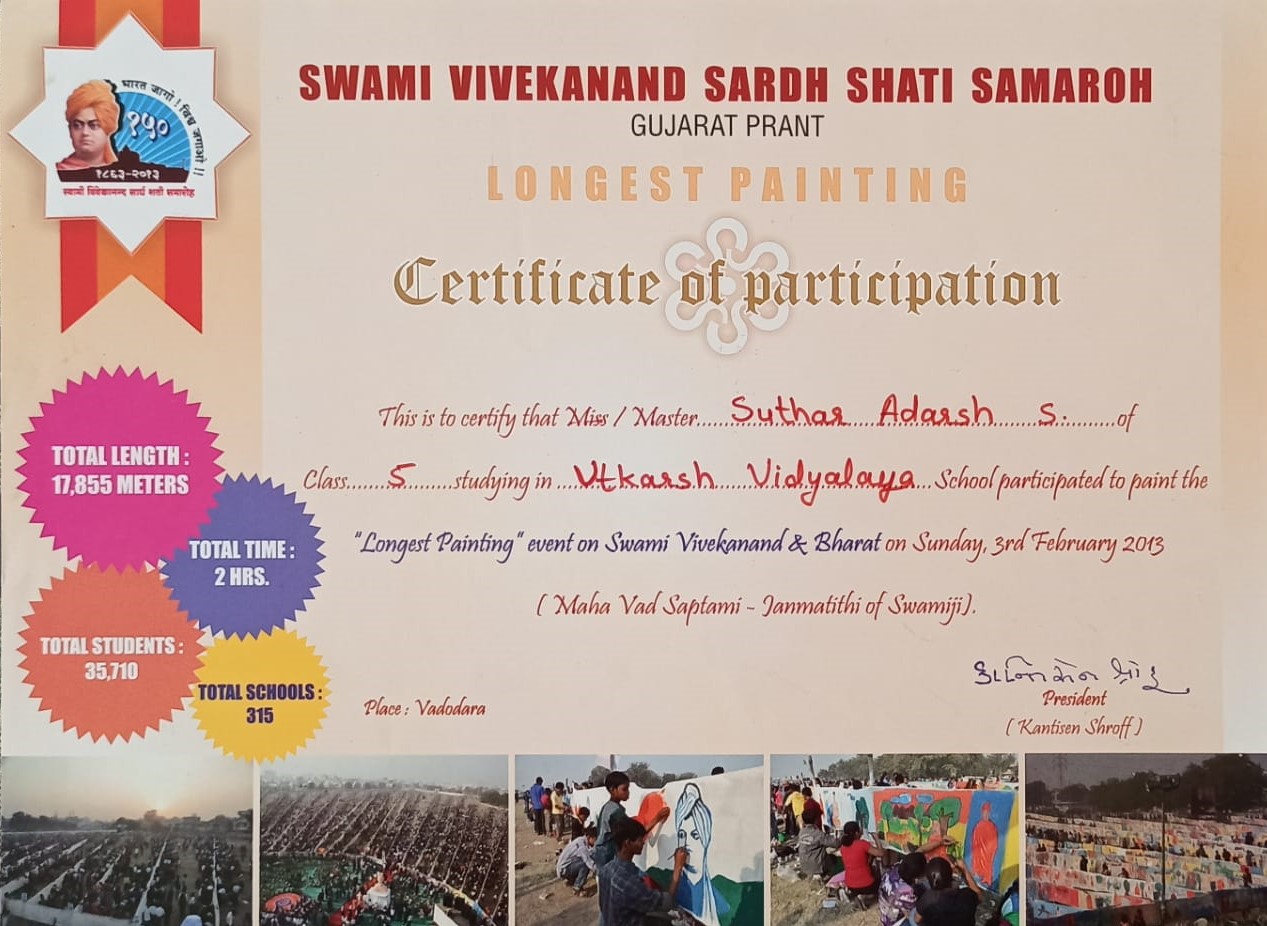 भारत जागो ! विश्व जगाओ !!
१५०
१८६३-२०१३
स्वामी विवेकानन्द सार्ध शती समारोह
SWAMI VIVEKANAND SARDH SHATI SAMAROH
GUJARAT PRANT
LONGEST PAINTING
Certificate of participation
This is to certify that Miss / Master......Suthar Adarsh S..........of
Class.......5........studying in ...Utkarsh Vidyalaya...School participated to paint the
"Longest Painting" event on Swami Vivekanand & Bharat on Sunday, 3rd February 2013
( Maha Vad Saptami - Janmatithi of Swamiji).
TOTAL LENGTH :
17,855 METERS
TOTAL TIME :
2 HRS.
TOTAL STUDENTS :
35,710
TOTAL SCHOOLS :
315
Place : Vadodara
President
( Kantisen Shroff )